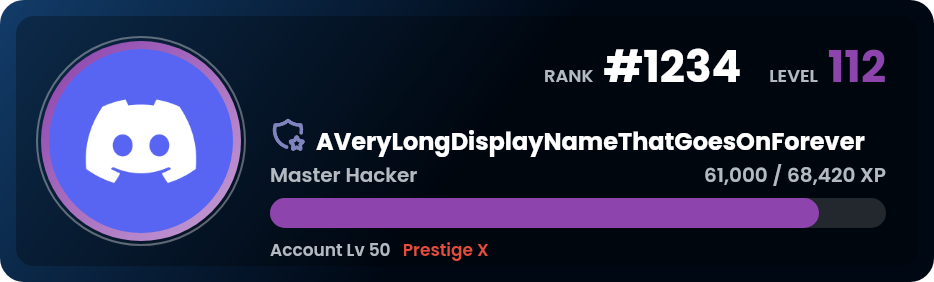 RANK #1234 LEVEL 112
AVeryLongDisplayNameThatGoesOnForever
Master Hacker 61,000 / 68,420 XP
Account Lv 50 Prestige X